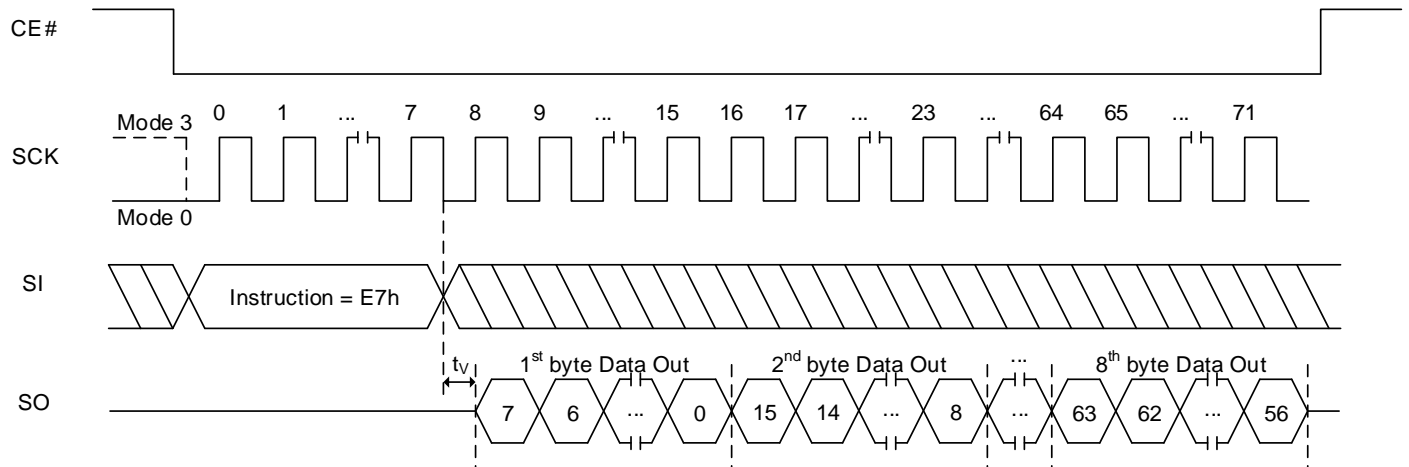 CE#
0 1 ... 7 8 9 ... 15 16 17 ... 23 ... 64 65 ... 71
Mode 3
SCK
Mode 0
SI
Instruction = E7h
tV 1st byte Data Out 2nd byte Data Out ... 8th byte Data Out
SO
7 6 ... 0 15 14 ... 8 ... 63 62 ... 56